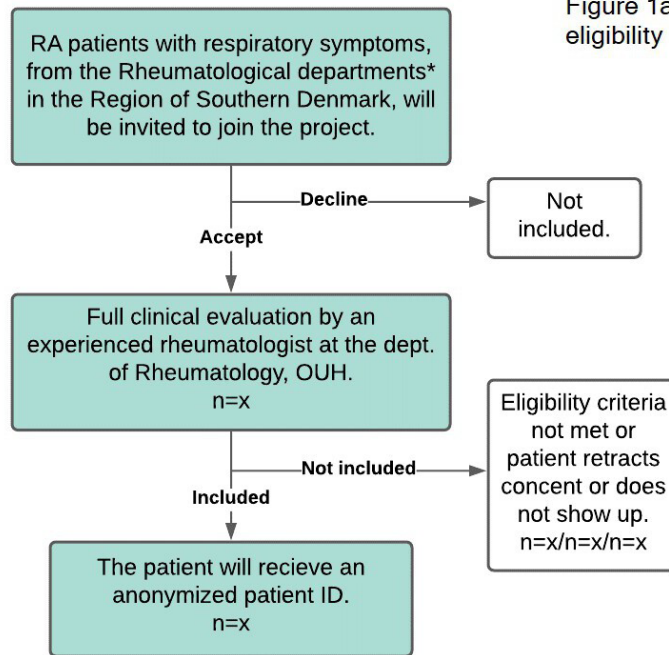 Figure 1a
eligibility
RA patients with respiratory symptoms,
from the Rheumatological departments*
in the Region of Southern Denmark, will
be invited to join the project.
Decline
Not
included.
Accept
Full clinical evaluation by an
experienced rheumatologist at the dept.
of Rheumatology, OUH.
n=x
Not included
Eligibility criteria
not met or
patient retracts
concent or does
not show up.
n=x/n=x/n=x
Included
The patient will recieve an
anonymized patient ID.
n=x